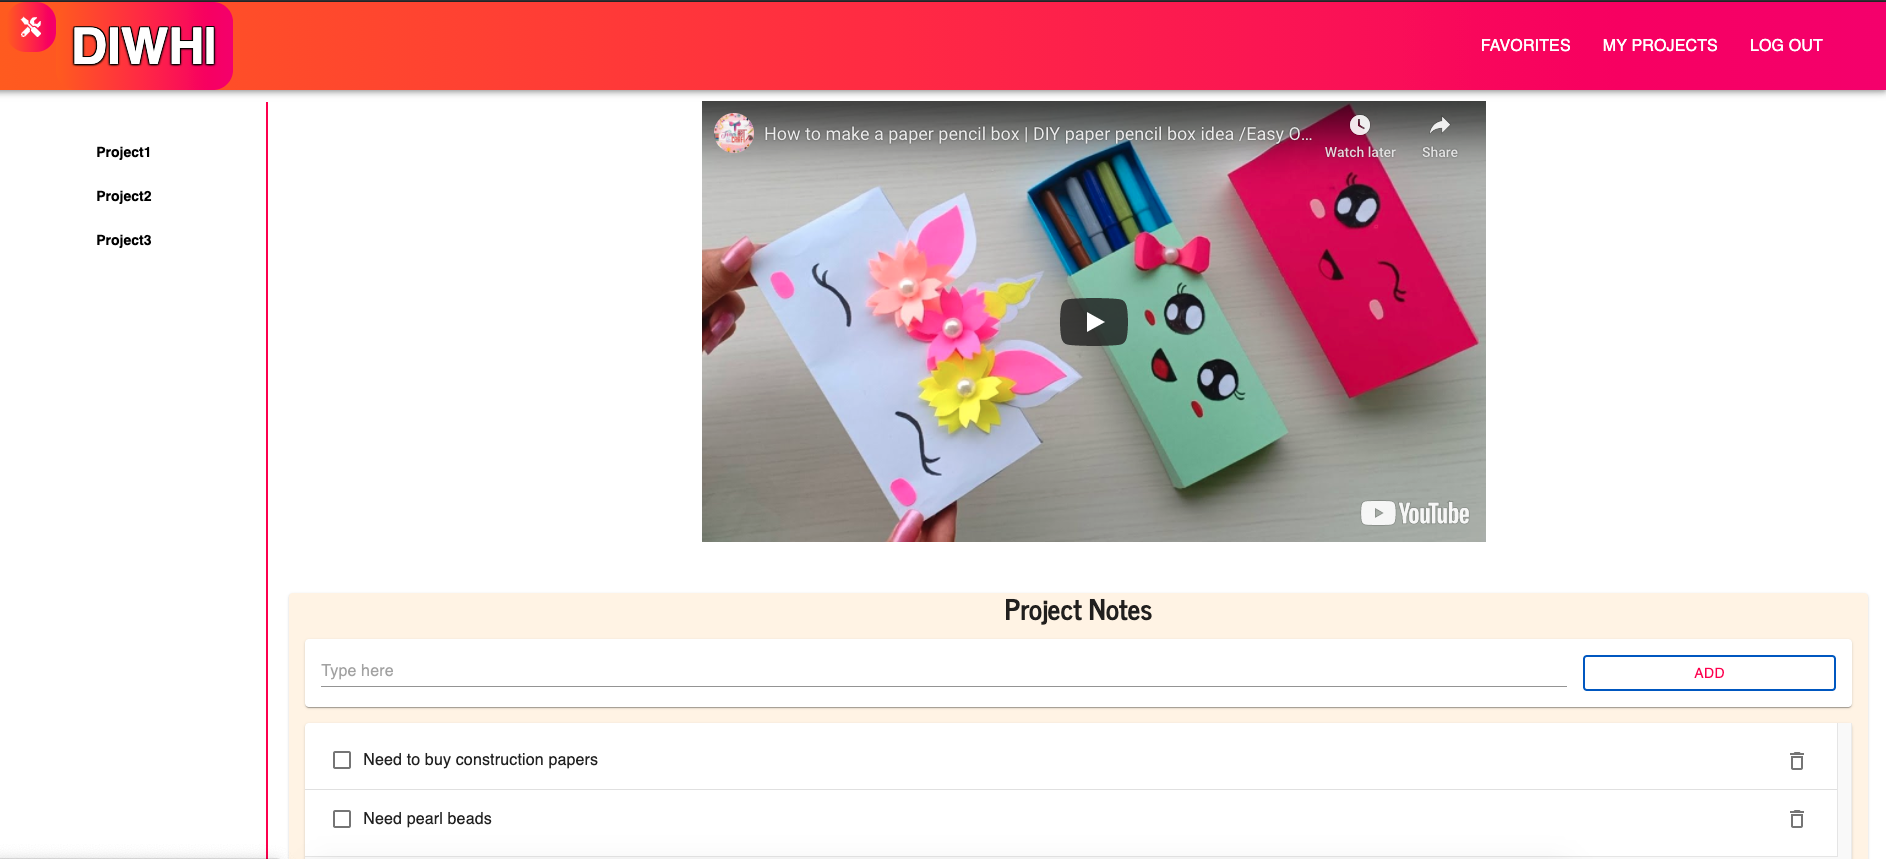 DIWHI
FAVORITES
MY PROJECTS
LOG OUT
Project1
Project2
Project3
How to make a paper pencil box | DIY paper pencil box idea /Easy O...
Watch later
Share
YouTube
Project Notes
Type here
ADD
Need to buy construction papers
Need pearl beads